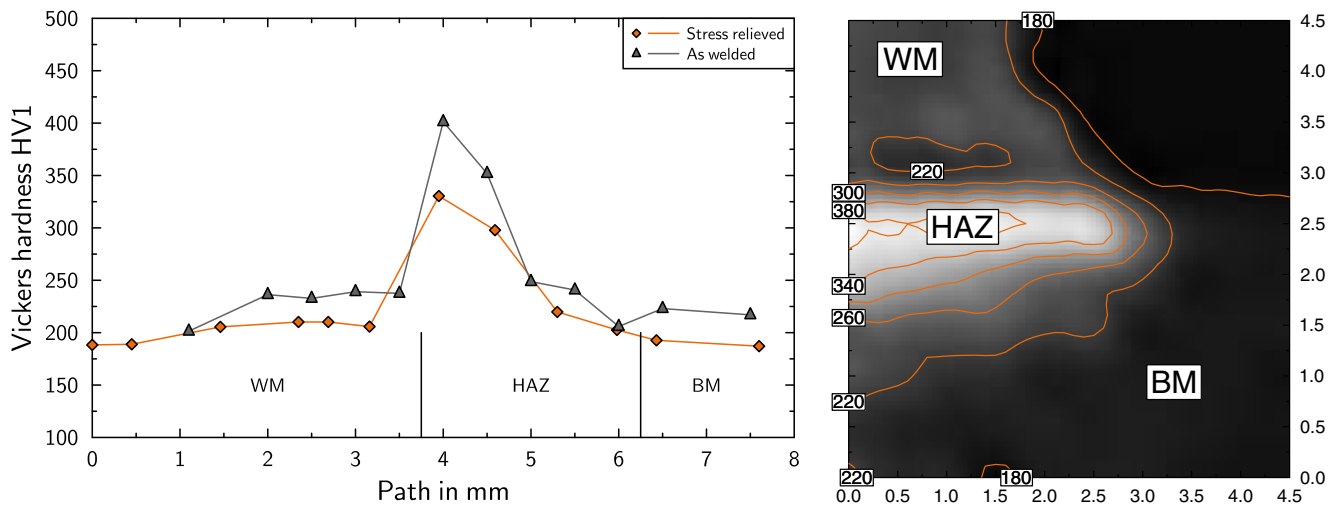 500
450
400
350
300
250
200
150
100
Vickers hardness HV1
Stress relieved
As welded
WM
HAZ
BM
0 1 2 3 4 5 6 7 8
Path in mm
180
WM
220
300
380
HAZ
340
260
BM
220
220
180
4.5
4.0
3.5
3.0
2.5
2.0
1.5
1.0
0.5
0.0
0.0 0.5 1.0 1.5 2.0 2.5 3.0 3.5 4.0 4.5